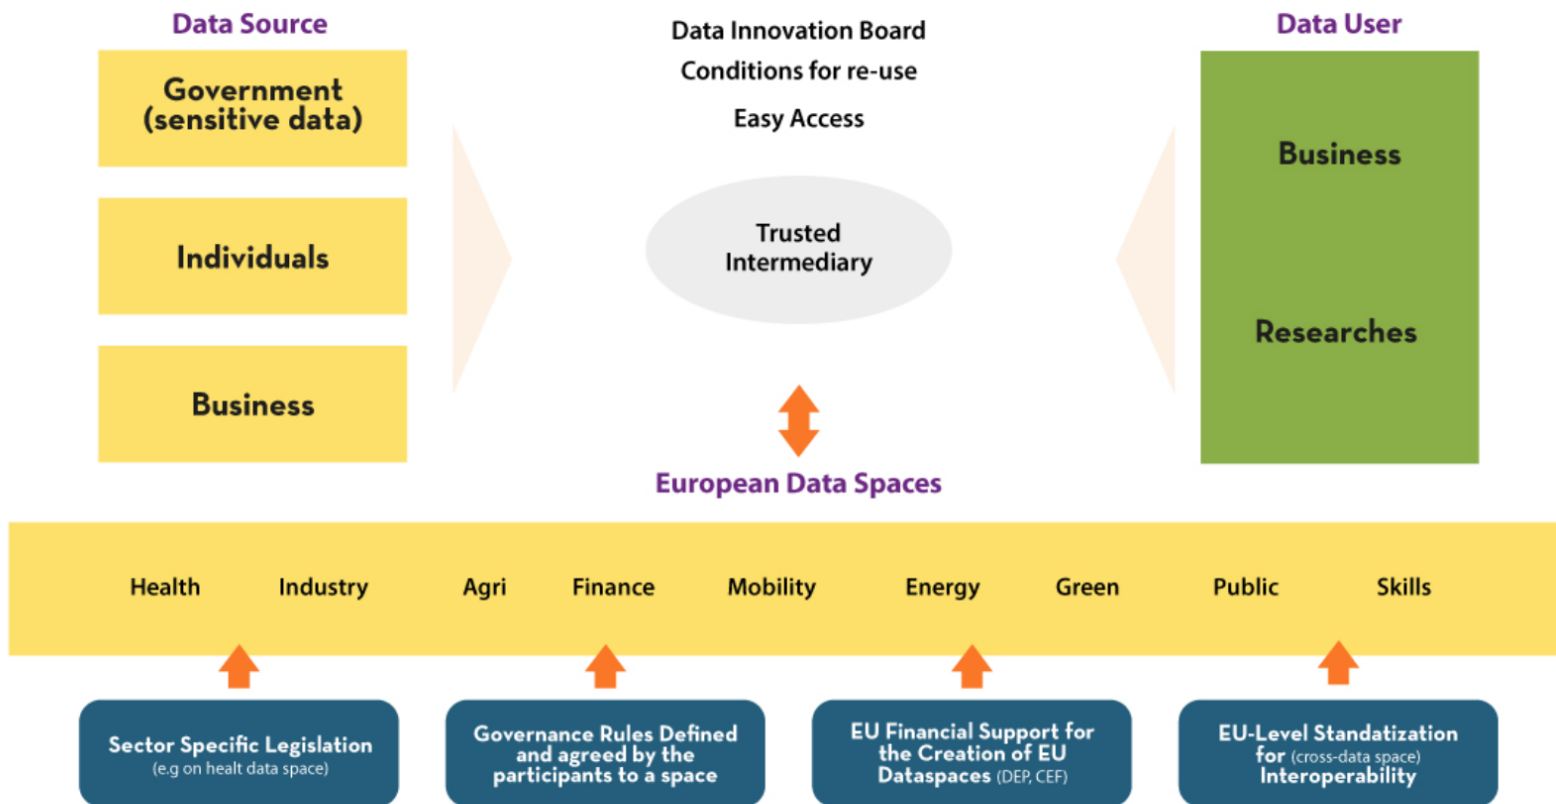 Data Source
Government
(sensitive data)
Individuals
Business
Data Innovation Board
Conditions for re-use
Easy Access
Trusted
Intermediary
Data User
Business
Researches
European Data Spaces
Health Industry Agri Finance Mobility Energy Green Public Skills
Sector Specific Legislation
(e.g on healt data space)
Governance Rules Defined
and agreed by the
participants to a space
EU Financial Support for
the Creation of EU
Dataspaces (DEP, CEF)
EU-Level Standatization
for (cross-data space)
Interoperability